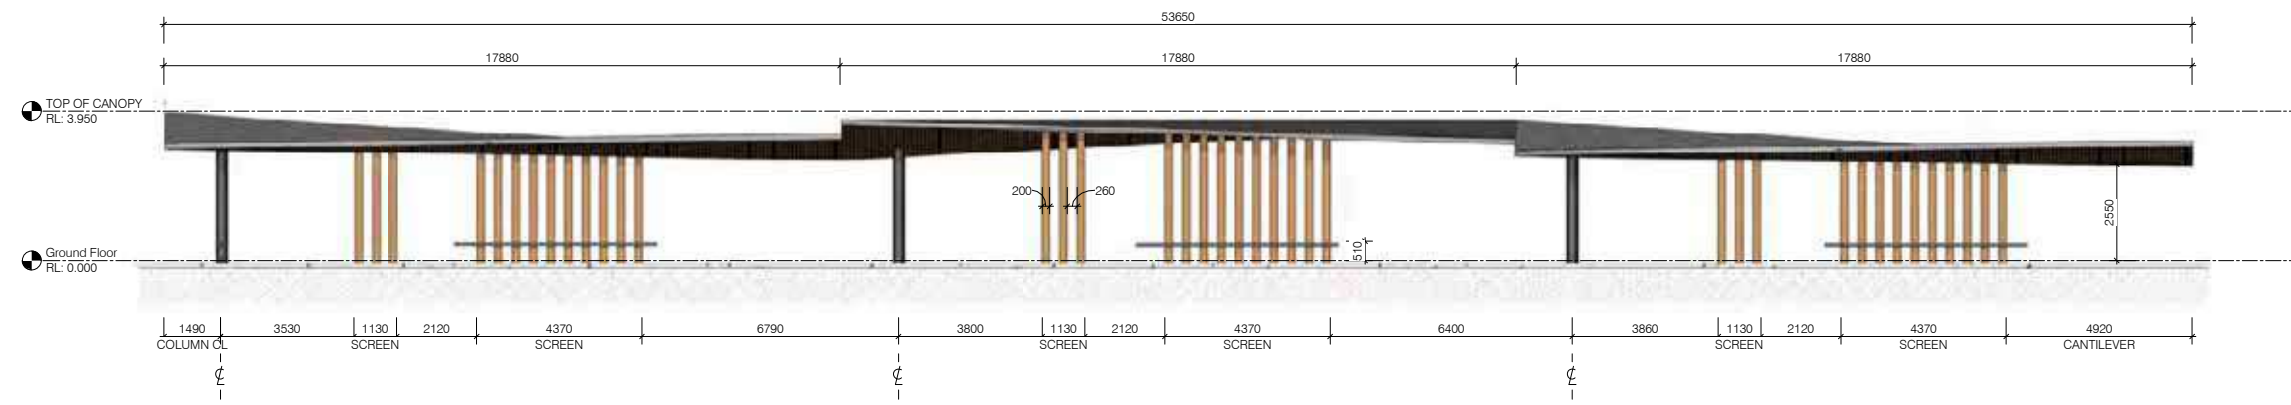 53650
17880 17880 17880
TOP OF CANOPY
RL: 3.950
200 260
2550
510
Ground Floor
RL: 0.000
1490 3530 1130 2120 4370 6790 3800 1130 2120 4370 6400 3860 1130 2120 4370 4920
COLUMN CL SCREEN SCREEN SCREEN SCREEN SCREEN SCREEN CANTILEVER
℄ ℄ ℄